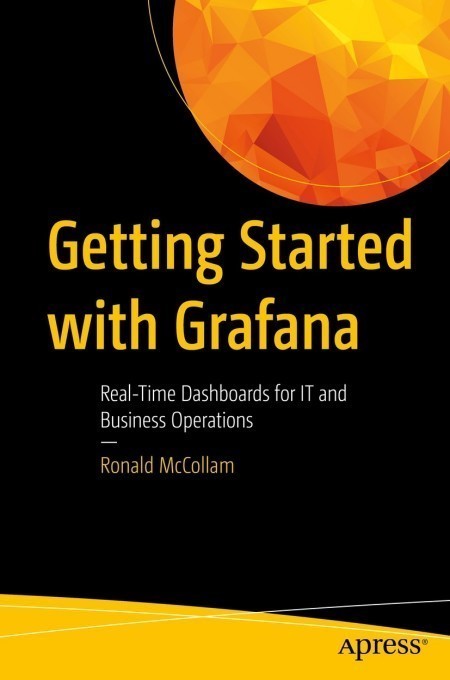 Getting Started
with Grafana
Real-Time Dashboards for IT and
Business Operations
—
Ronald McCollam
Apress®